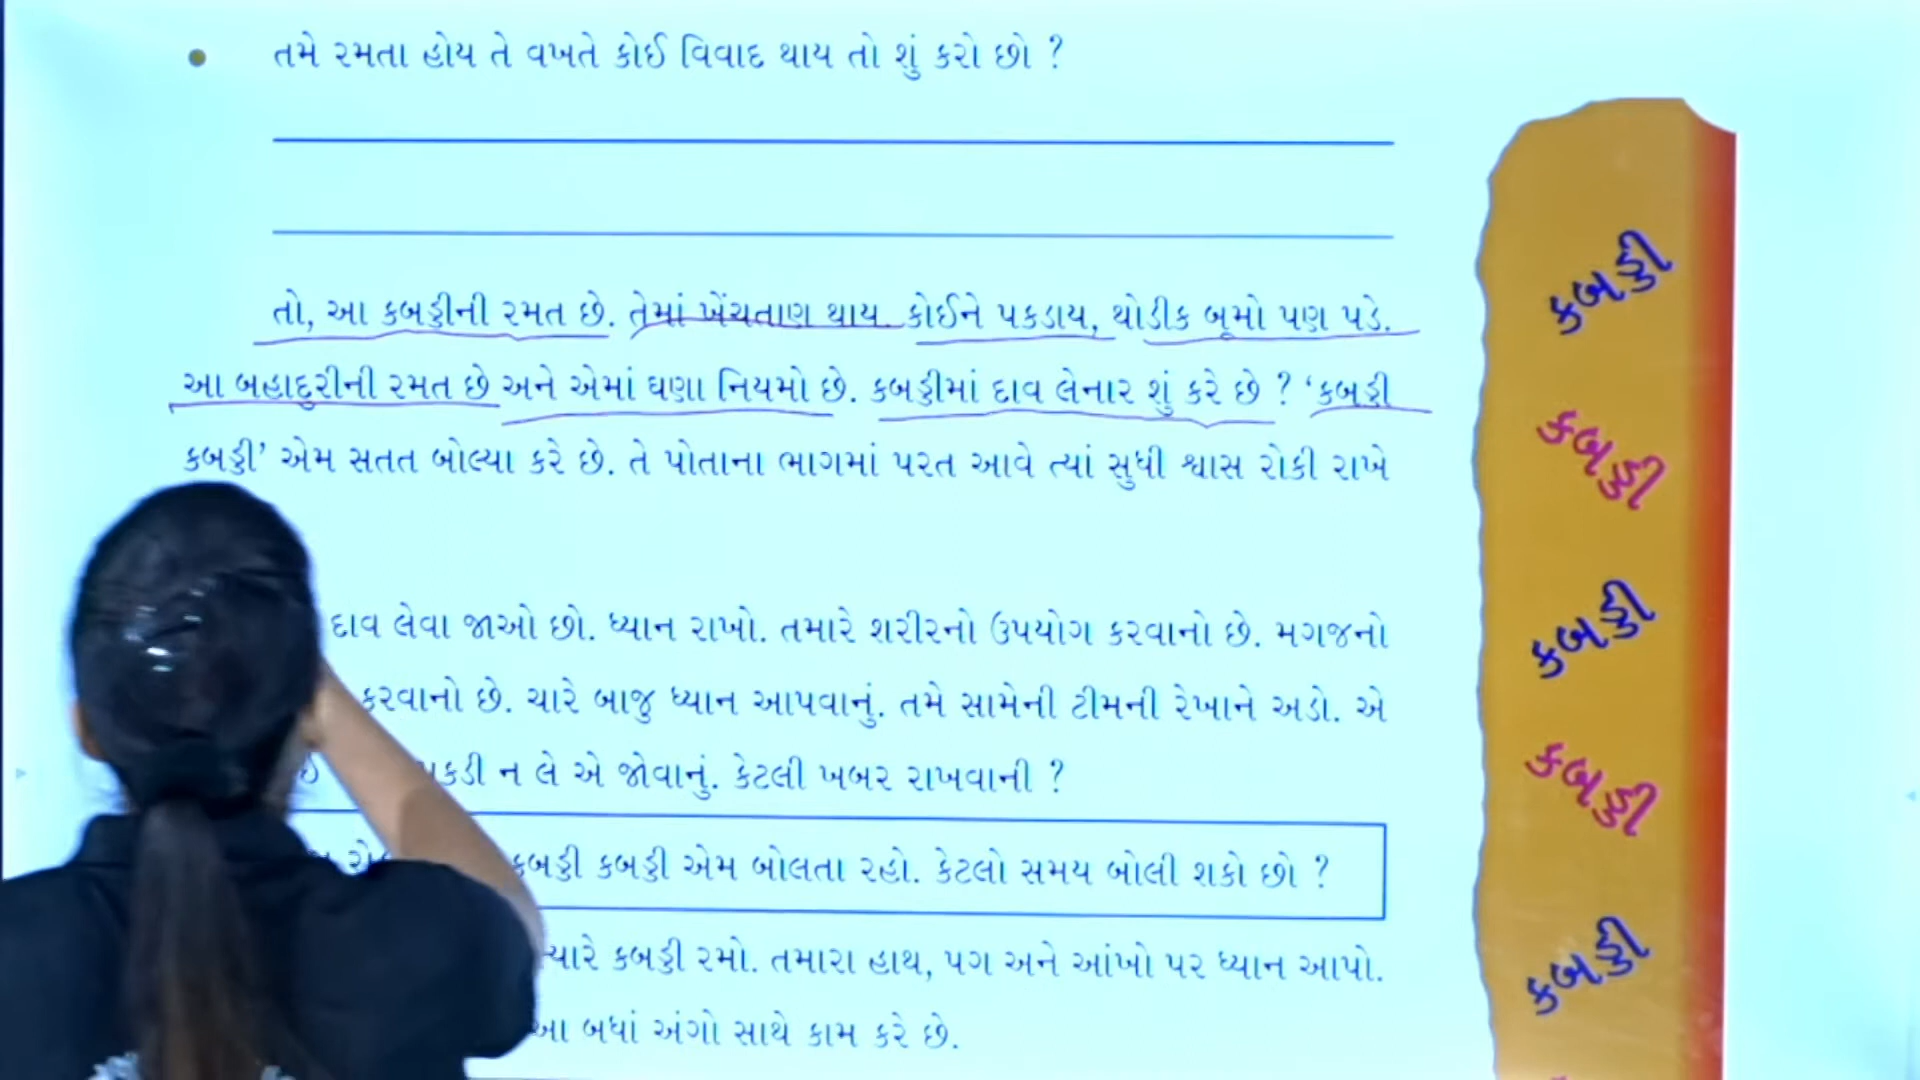 તમે રમતા હોય તે વખતે કોઈ વિવાદ થાય તો શું કરો છો ?
તો, આ કબડ્ડીની રમત છે. તેમાં ખેંચતાણ થાય. કોઈને પકડાય, થોડીક બૂમો પણ પડે.
આ બહાદુરીની રમત છે અને એમાં ઘણા નિયમો છે. કબડ્ડીમાં દાવ લેનાર શું કરે છે ? ‘કબડ્ડી
કબડ્ડી’ એમ સતત બોલ્યા કરે છે. તે પોતાના ભાગમાં પરત આવે ત્યાં સુધી શ્વાસ રોકી રાખે
દાવ લેવા જાઓ છો. ધ્યાન રાખો. તમારે શરીરનો ઉપયોગ કરવાનો છે. મગજનો
કરવાનો છે. ચારે બાજુ ધ્યાન આપવાનું. તમે સામેની ટીમની રેખાને અડો. એ
ન લે એ જોવાનું. કેટલી ખબર રાખવાની ?
કબડ્ડી કબડ્ડી એમ બોલતા રહો. કેટલો સમય બોલી શકો છો ?
કબડ્ડી રમો. તમારા હાથ, પગ અને આંખો પર ધ્યાન આપો.
આ બધાં અંગો સાથે કામ કરે છે.
કબડ્ડી
કબડ્ડી
કબડ્ડી
કબડ્ડી
કબડ્ડી